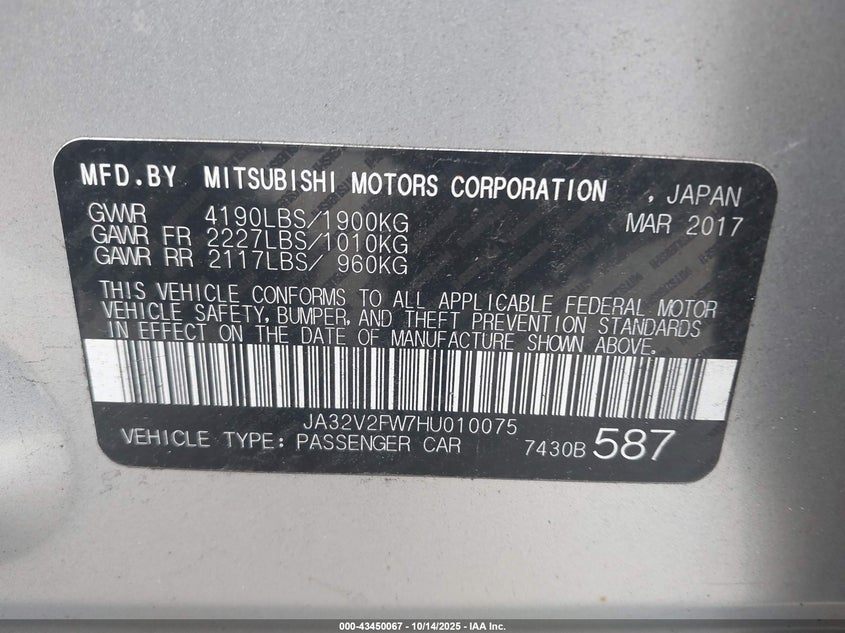 MFD.BY MITSUBISHI MOTORS CORPORATION , JAPAN
GVWR 4190LBS/1900KG MAR 2017
GAWR FR 2227LBS/1010KG
GAWR RR 2117LBS/ 960KG
THIS VEHICLE CONFORMS TO ALL APPLICABLE FEDERAL MOTOR
VEHICLE SAFETY, BUMPER, AND THEFT PREVENTION STANDARDS
IN EFFECT ON THE DATE OF MANUFACTURE SHOWN ABOVE.
JA32V2FW7HU010075
VEHICLE TYPE: PASSENGER CAR 7430B 587
000-43450067 - 10/14/2025 - IAA Inc.